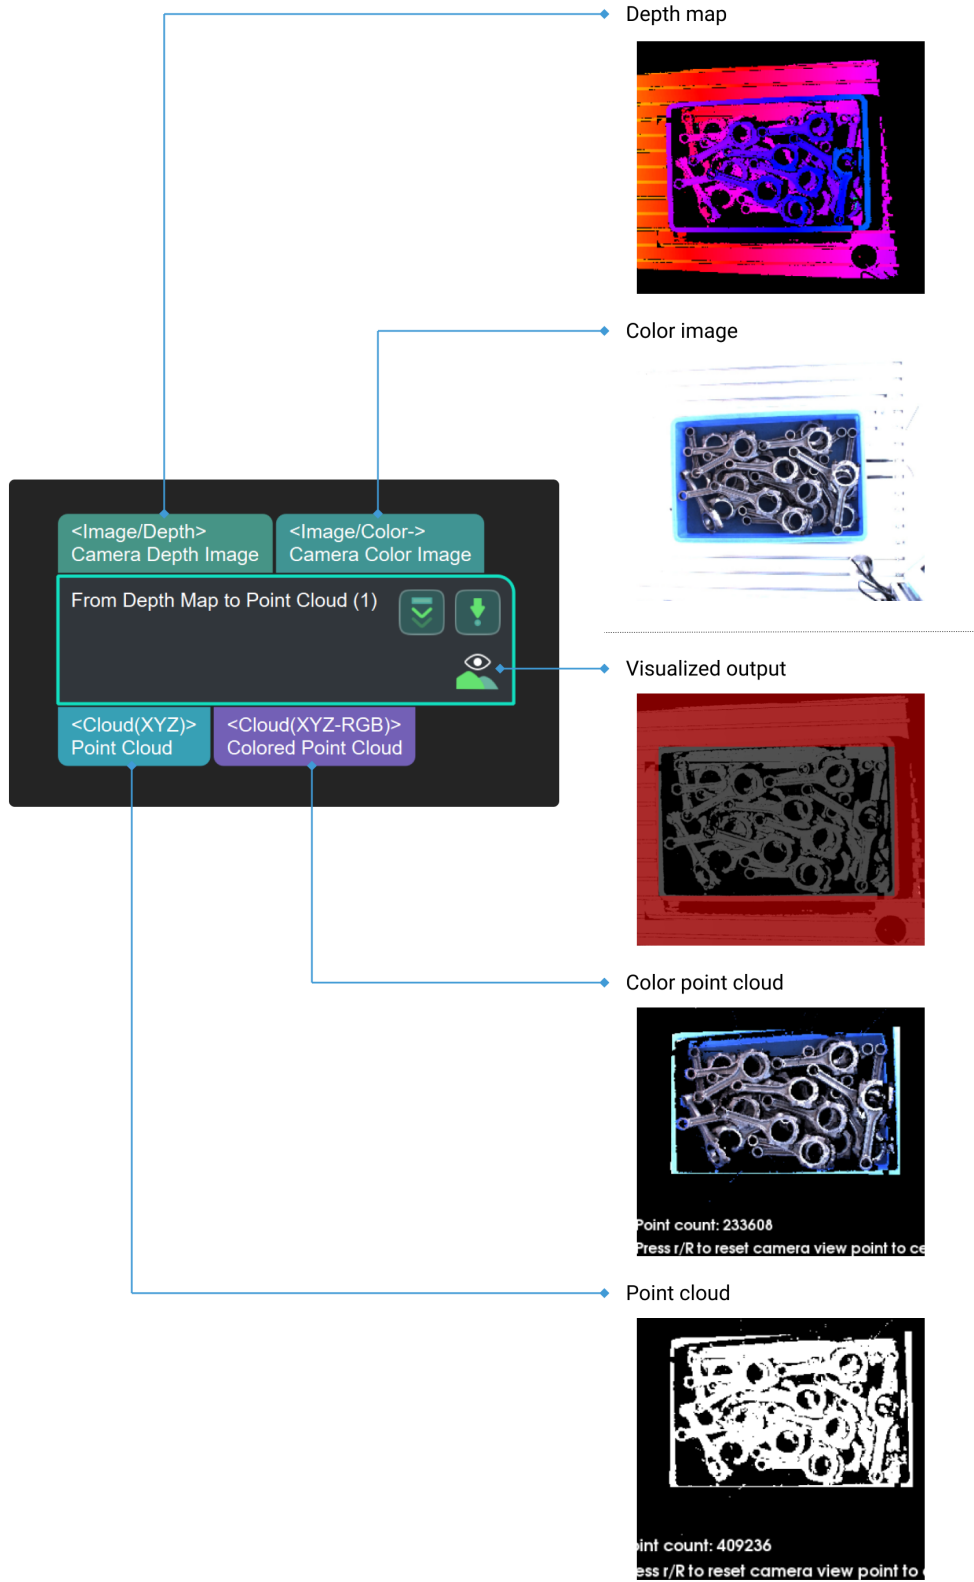 Depth map
Color image
<Image/Depth>
Camera Depth Image
<Image/Color->
Camera Color Image
From Depth Map to Point Cloud (1)
Visualized output
<Cloud(XYZ)>
Point Cloud
<Cloud(XYZ-RGB)>
Colored Point Cloud
Color point cloud
Point count: 233608
Press r/R to reset camera view point to ce
Point cloud
oint count: 409236
ess r/R to reset camera view point to